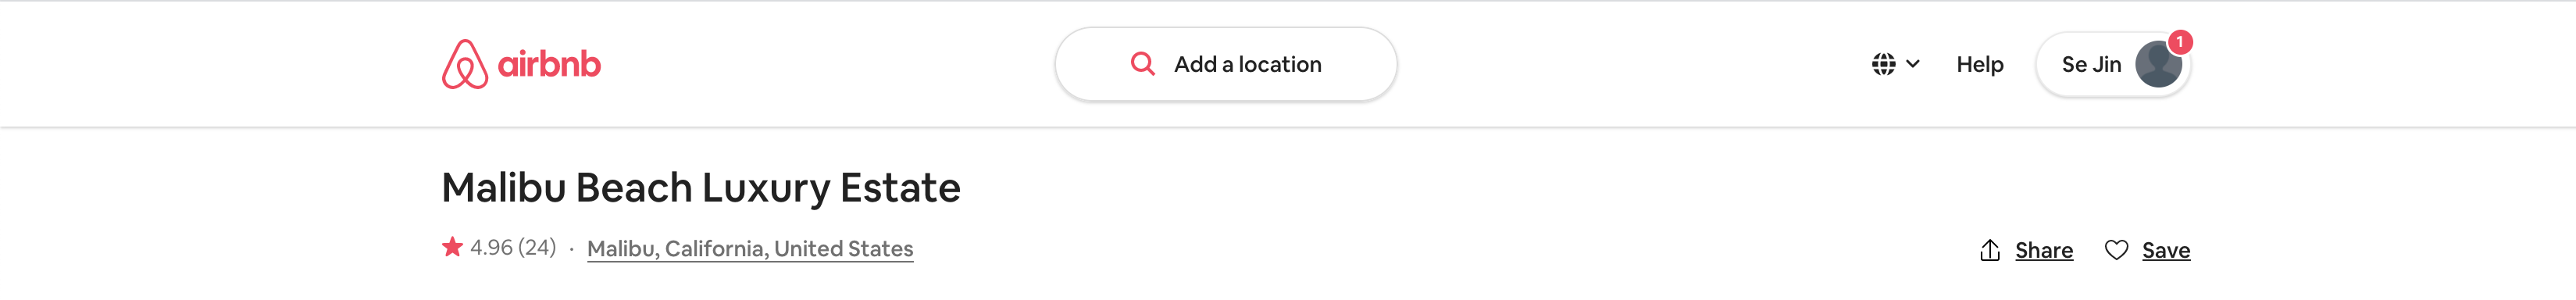 airbnb
Add a location
Help
Se Jin
1
Malibu Beach Luxury Estate
4.96 (24) · Malibu, California, United States
Share
Save